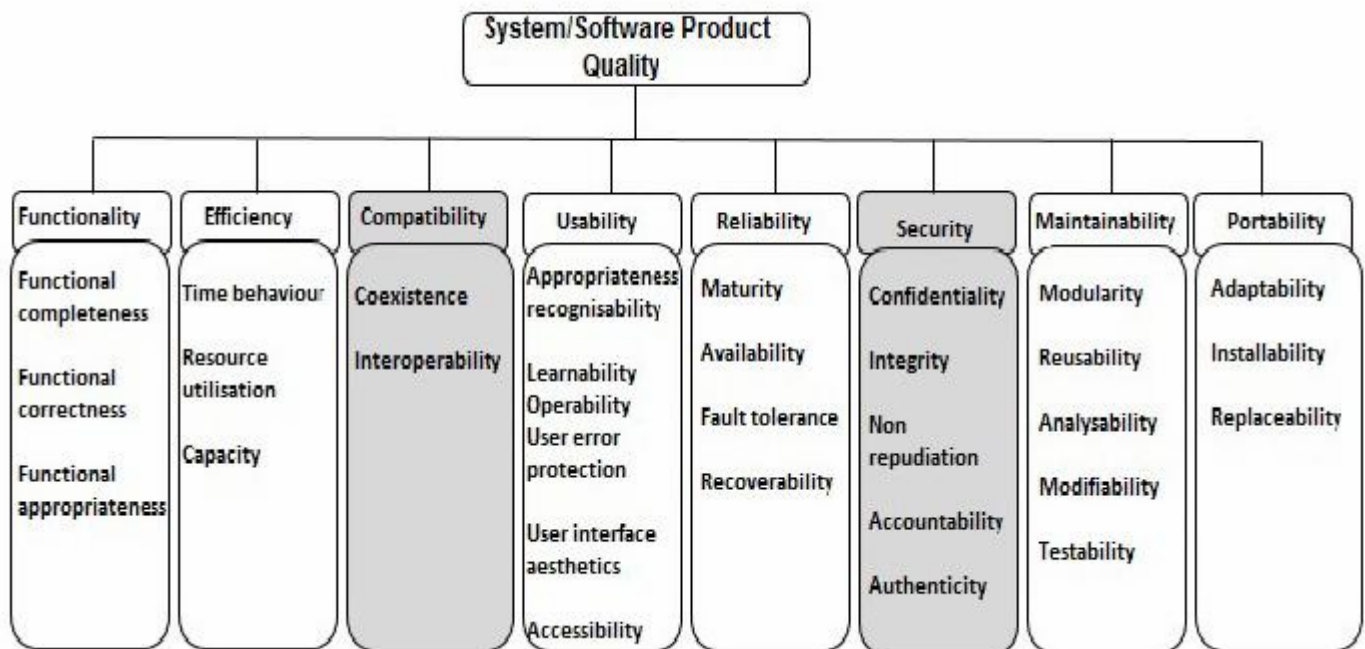 System/Software Product
Quality
Functionality
Efficiency
Compatibility
Usability
Reliability
Security
Maintainability
Portability
Functional
completeness
Functional
correctness
Functional
appropriateness
Time behaviour
Resource
utilisation
Capacity
Coexistence
Interoperability
Appropriateness
recognisability
Learnability
Operability
User error
protection
User interface
aesthetics
Accessibility
Maturity
Availability
Fault tolerance
Recoverability
Confidentiality
Integrity
Non
repudiation
Accountability
Authenticity
Modularity
Reusability
Analysability
Modifiability
Testability
Adaptability
Installability
Replaceability